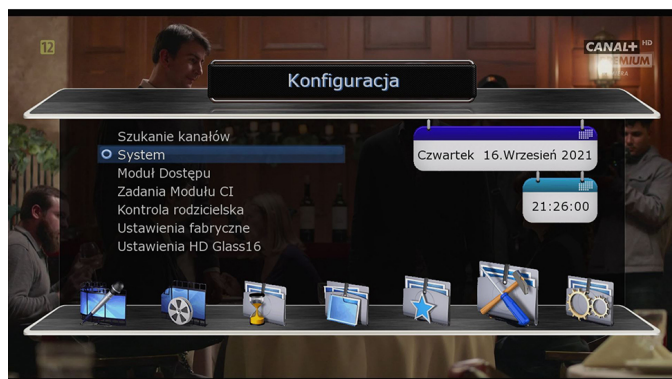 12
CANAL+ HD
Konfiguracja
Szukanie kanałów
System
Moduł Dostępu
Zadania Modułu CI
Kontrola rodzicielska
Ustawienia fabryczne
Ustawienia HD Glass16
Czwartek 16.Wrzesień 2021
21:26:00